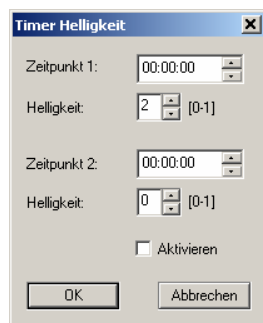 Timer Helligkeit
Zeitpunkt 1: 00:00:00
Helligkeit: 2 [0-1]
Zeitpunkt 2: 00:00:00
Helligkeit: 0 [0-1]
Aktivieren
OK Abbrechen